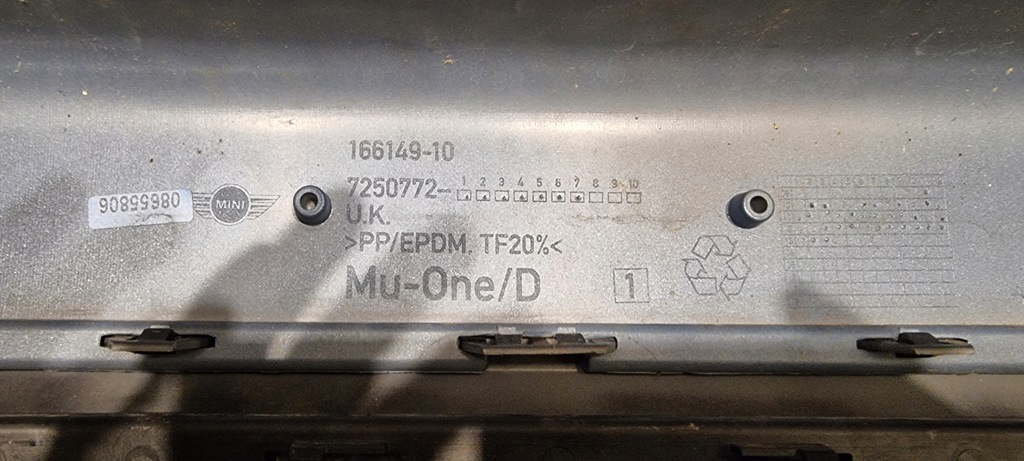 166149-10
7250772- 1 2 3 4 5 6 7 8 9 10
08655806
MINI
U.K.
>PP/EPDM. TF20%<
Mu-One/D
1